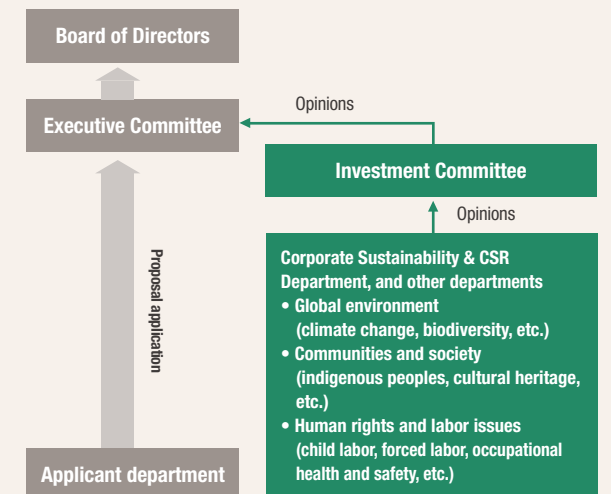 Board of Directors
Executive Committee
Opinions
Investment Committee
Opinions
Proposal application
Corporate Sustainability & CSR
Department, and other departments
• Global environment
(climate change, biodiversity, etc.)
• Communities and society
(indigenous peoples, cultural heritage,
etc.)
• Human rights and labor issues
(child labor, forced labor, occupational
health and safety, etc.)
Applicant department